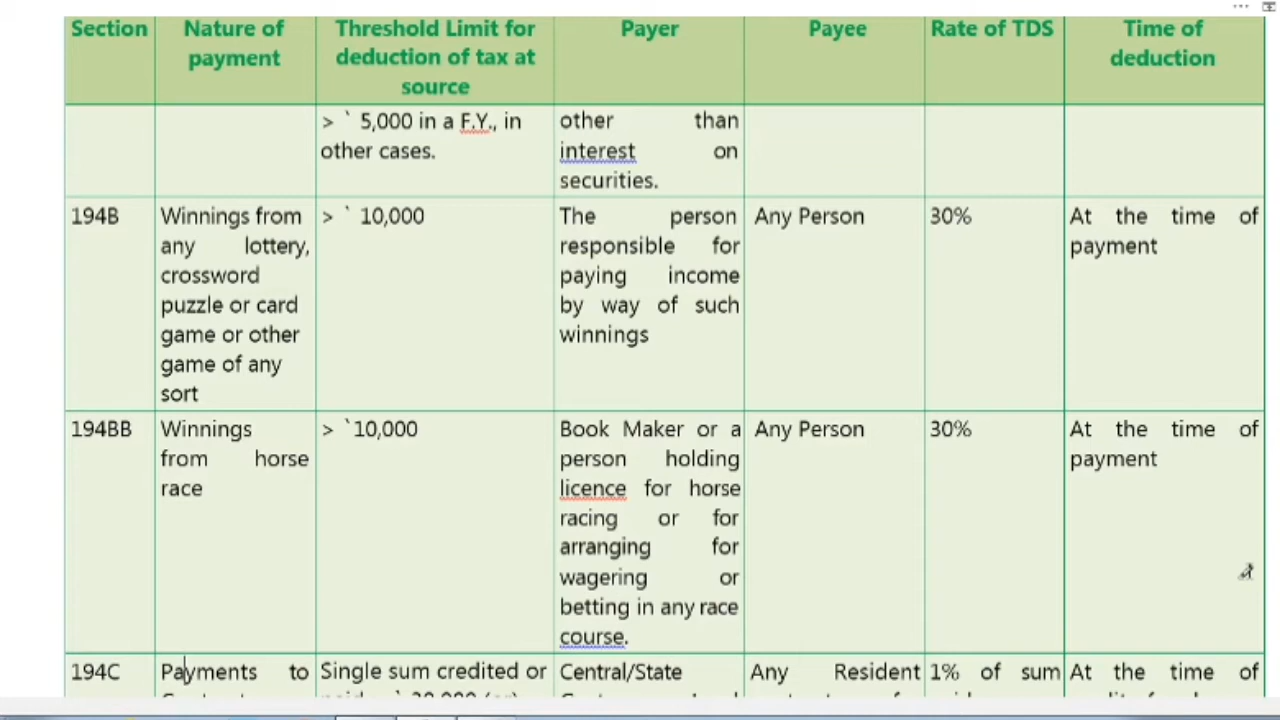 Section
Nature of
payment
Threshold Limit for
deduction of tax at
source
Payer
Payee
Rate of TDS
Time of
deduction
> ` 5,000 in a F.Y., in
other cases.
other than
interest on
securities.
194B
Winnings from
any lottery,
crossword
puzzle or card
game or other
game of any
sort
> ` 10,000
The person
responsible for
paying income
by way of such
winnings
Any Person
30%
At the time of
payment
194BB
Winnings
from horse
race
> `10,000
Book Maker or a
person holding
licence for horse
racing or for
arranging for
wagering or
betting in any race
course.
Any Person
30%
At the time of
payment
194C
Payments to
Single sum credited or
Central/State
Any Resident
1% of sum
At the time of